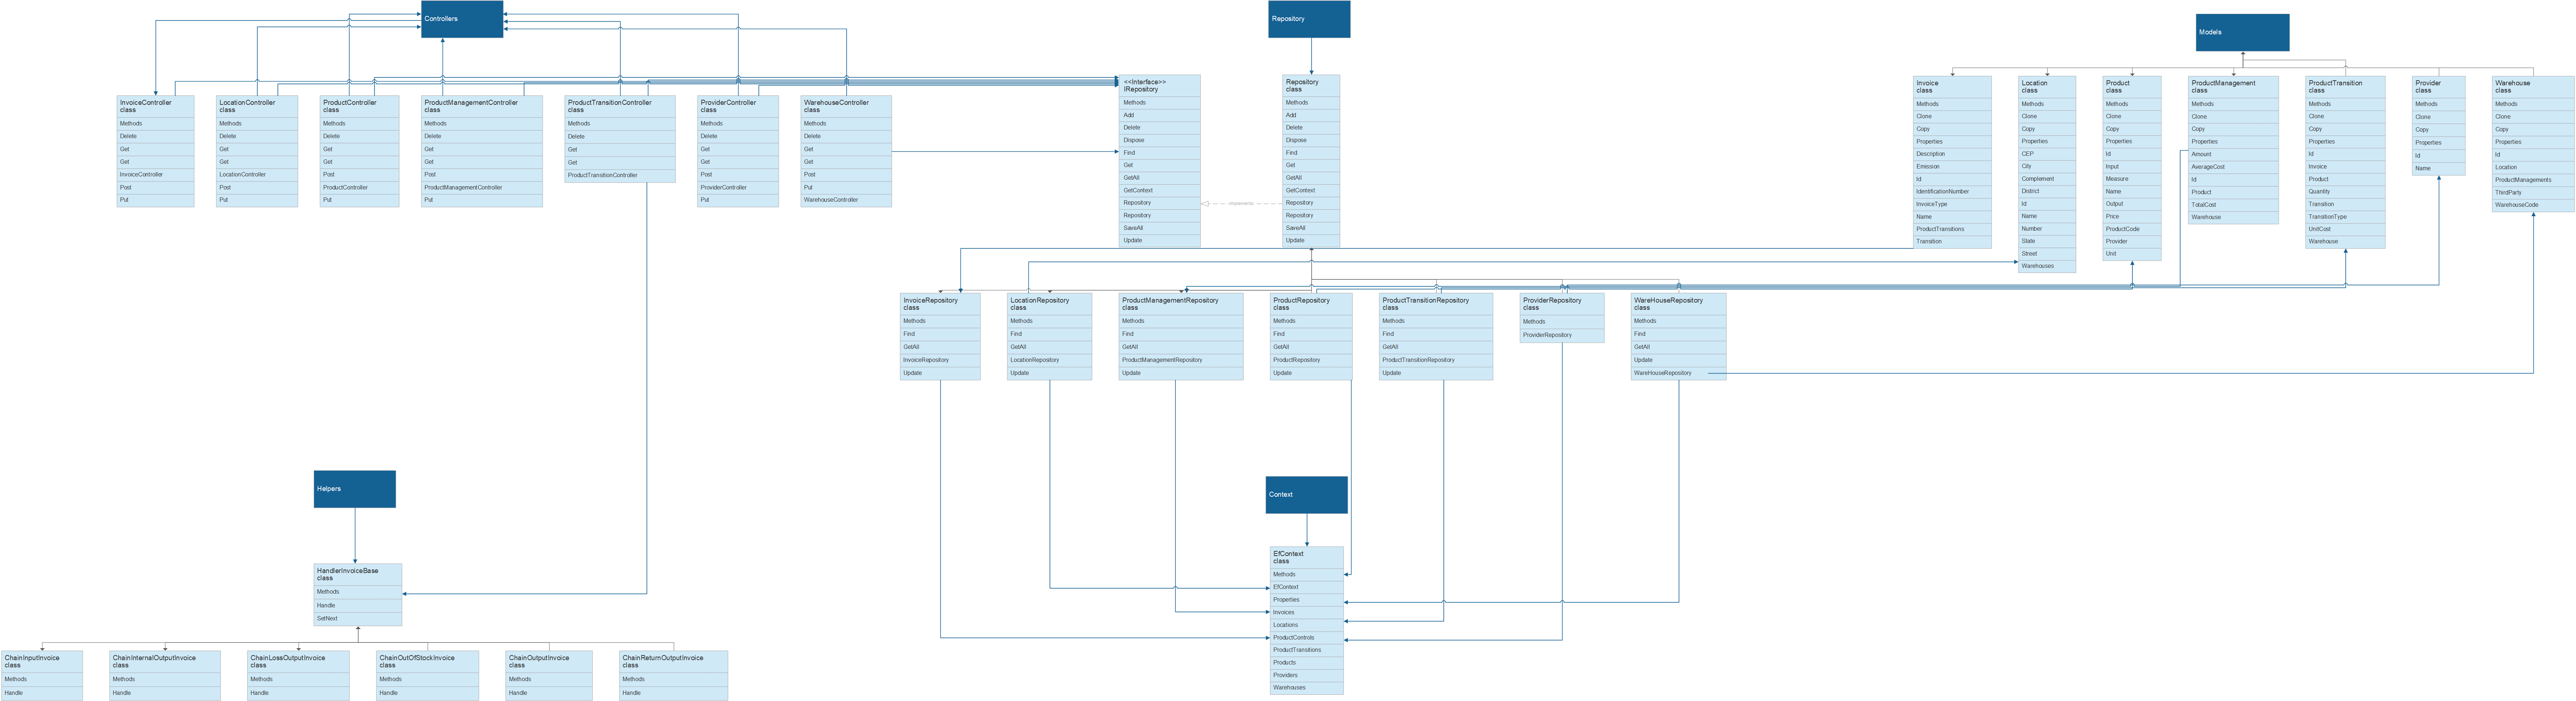 Controllers
Repository
Models
InvoiceController
class
Methods
Delete
Get
Get
InvoiceController
Post
Put
LocationController
class
Methods
Delete
Get
Get
LocationController
Post
Put
ProductController
class
Methods
Delete
Get
Get
Post
ProductController
Put
ProductManagementController
class
Methods
Delete
Get
Get
Post
ProductManagementController
Put
ProductTransitionController
class
Methods
Delete
Get
Get
ProductTransitionController
ProviderController
class
Methods
Delete
Get
Get
Post
ProviderController
Put
WarehouseController
class
Methods
Delete
Get
Get
Post
Put
WarehouseController
<<Interface>>
IRepository
Methods
Add
Delete
Dispose
Find
Get
GetAll
GetContext
Repository
Repository
SaveAll
Update
implements
Repository
class
Methods
Add
Delete
Dispose
Find
Get
GetAll
GetContext
Repository
Repository
SaveAll
Update
Invoice
class
Methods
Clone
Copy
Properties
Description
Emission
Id
IdentificationNumber
InvoiceType
Name
ProductTransitions
Transition
Location
class
Methods
Clone
Copy
Properties
CEP
City
Complement
District
Id
Name
Number
State
Street
Warehouses
Product
class
Methods
Clone
Copy
Properties
Id
Input
Measure
Name
Output
Price
ProductCode
Provider
Unit
ProductManagement
class
Methods
Clone
Copy
Properties
Amount
AverageCost
Id
Product
TotalCost
Warehouse
ProductTransition
class
Methods
Clone
Copy
Properties
Id
Invoice
Product
Quantity
Transition
TransitionType
UnitCost
Warehouse
Provider
class
Methods
Clone
Copy
Properties
Id
Name
Warehouse
class
Methods
Clone
Copy
Properties
Id
Location
ProductManagements
ThirdParty
WarehouseCode
InvoiceRepository
class
Methods
Find
GetAll
InvoiceRepository
Update
LocationRepository
class
Methods
Find
GetAll
LocationRepository
Update
ProductManagementRepository
class
Methods
Find
GetAll
ProductManagementRepository
Update
ProductRepository
class
Methods
Find
GetAll
ProductRepository
Update
ProductTransitionRepository
class
Methods
Find
GetAll
ProductTransitionRepository
Update
ProviderRepository
class
Methods
ProviderRepository
WareHouseRepository
class
Methods
Find
GetAll
Update
WareHouseRepository
Helpers
Context
HandlerInvoiceBase
class
Methods
Handle
SetNext
EfContext
class
Methods
EfContext
Properties
Invoices
Locations
ProductControls
ProductTransitions
Products
Providers
Warehouses
ChainInputInvoice
class
Methods
Handle
ChainInternalOutputInvoice
class
Methods
Handle
ChainLossOutputInvoice
class
Methods
Handle
ChainOutOfStockInvoice
class
Methods
Handle
ChainOutputInvoice
class
Methods
Handle
ChainReturnOutputInvoice
class
Methods
Handle